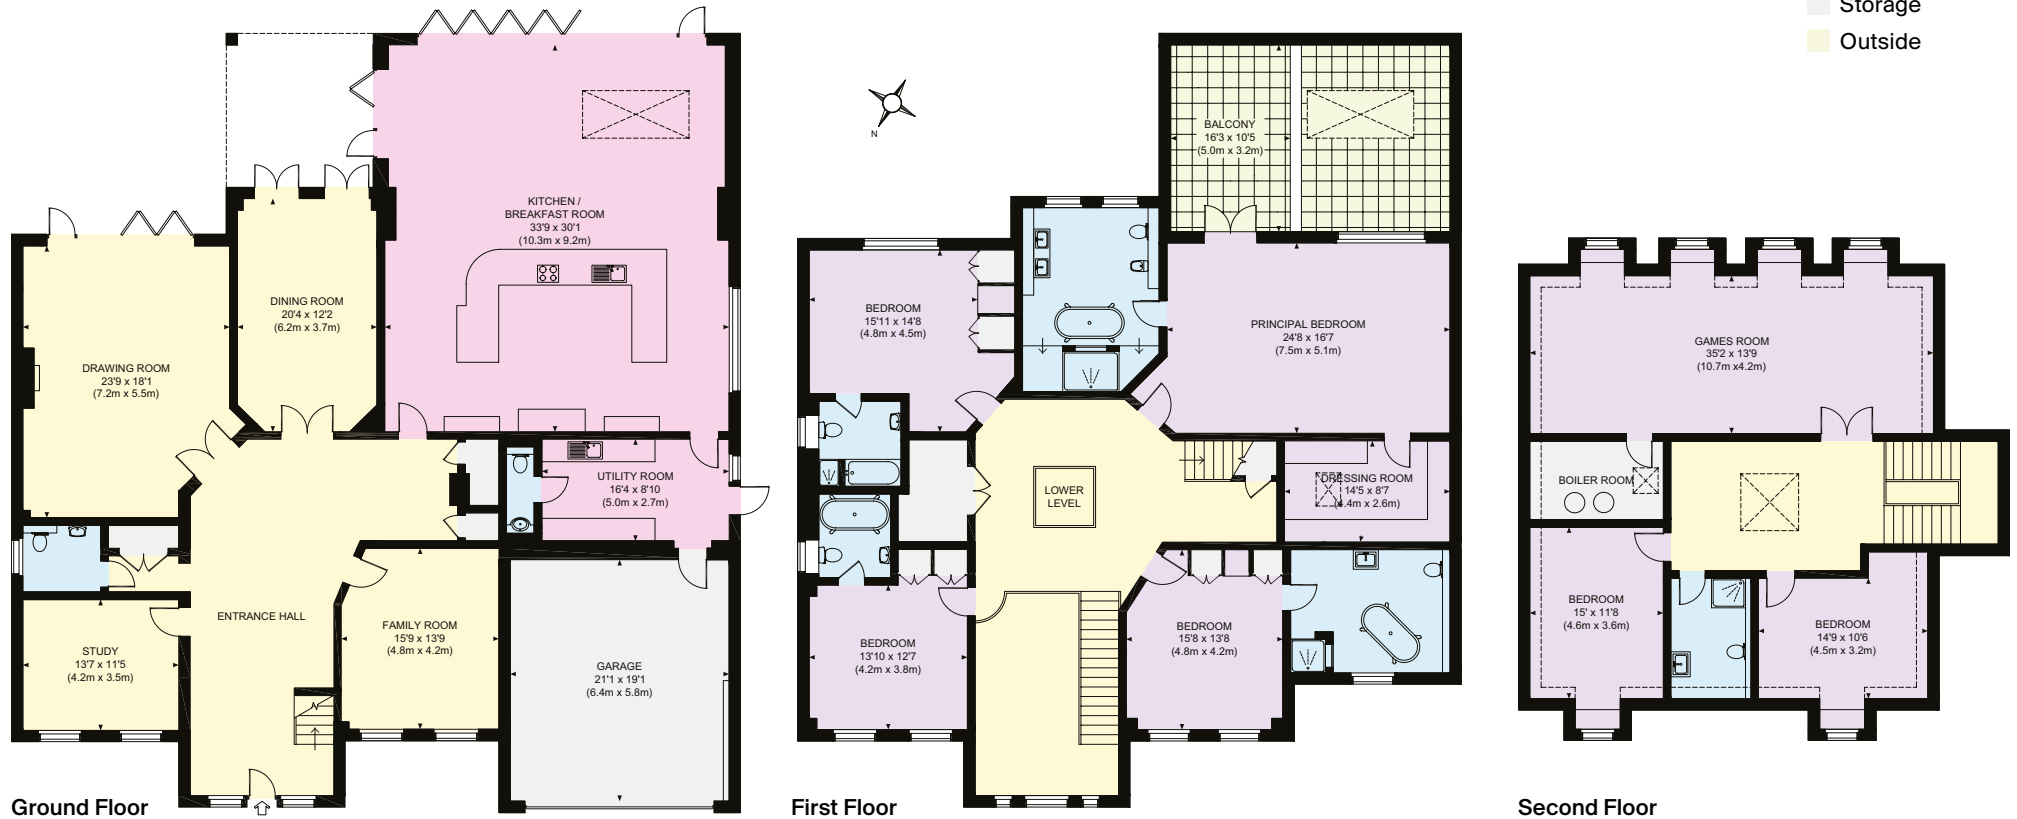 Storage
Outside
KITCHEN /
BREAKFAST ROOM
33'9 x 30'1
(10.3m x 9.2m)
DINING ROOM
20'4 x 12'2
(6.2m x 3.7m)
DRAWING ROOM
23'9 x 18'1
(7.2m x 5.5m)
UTILITY ROOM
16'4 x 8'10
(5.0m x 2.7m)
ENTRANCE HALL
FAMILY ROOM
15'9 x 13'9
(4.8m x 4.2m)
STUDY
13'7 x 11'5
(4.2m x 3.5m)
GARAGE
21'1 x 19'1
(6.4m x 5.8m)
Ground Floor
N
BALCONY
16'3 x 10'5
(5.0m x 3.2m)
BEDROOM
15'11 x 14'8
(4.8m x 4.5m)
PRINCIPAL BEDROOM
24'8 x 16'7
(7.5m x 5.1m)
LOWER
LEVEL
DRESSING ROOM
14'5 x 8'7
(4.4m x 2.6m)
BEDROOM
13'10 x 12'7
(4.2m x 3.8m)
BEDROOM
15'8 x 13'8
(4.8m x 4.2m)
First Floor
GAMES ROOM
35'2 x 13'9
(10.7m x4.2m)
BOILER ROOM
BEDROOM
15' x 11'8
(4.6m x 3.6m)
BEDROOM
14'9 x 10'6
(4.5m x 3.2m)
Second Floor